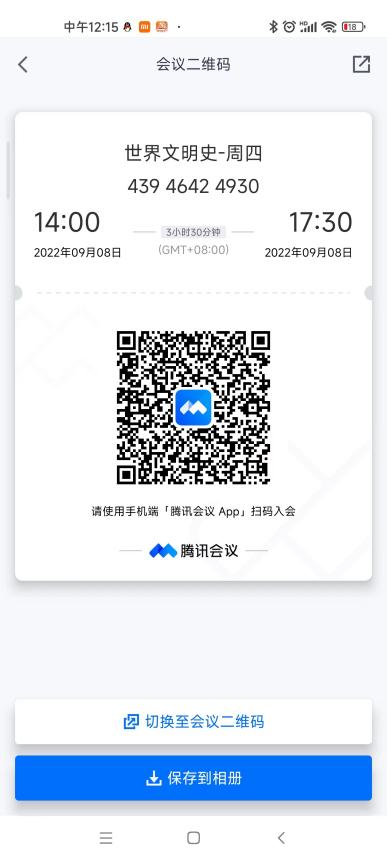 中午12:15
HD
18
会议二维码
世界文明史-周四
439 4642 4930
14:00
3小时30分钟
17:30
2022年09月08日
(GMT+08:00)
2022年09月08日
请使用手机端「腾讯会议 App」扫码入会
腾讯会议
切换至会议二维码
保存到相册